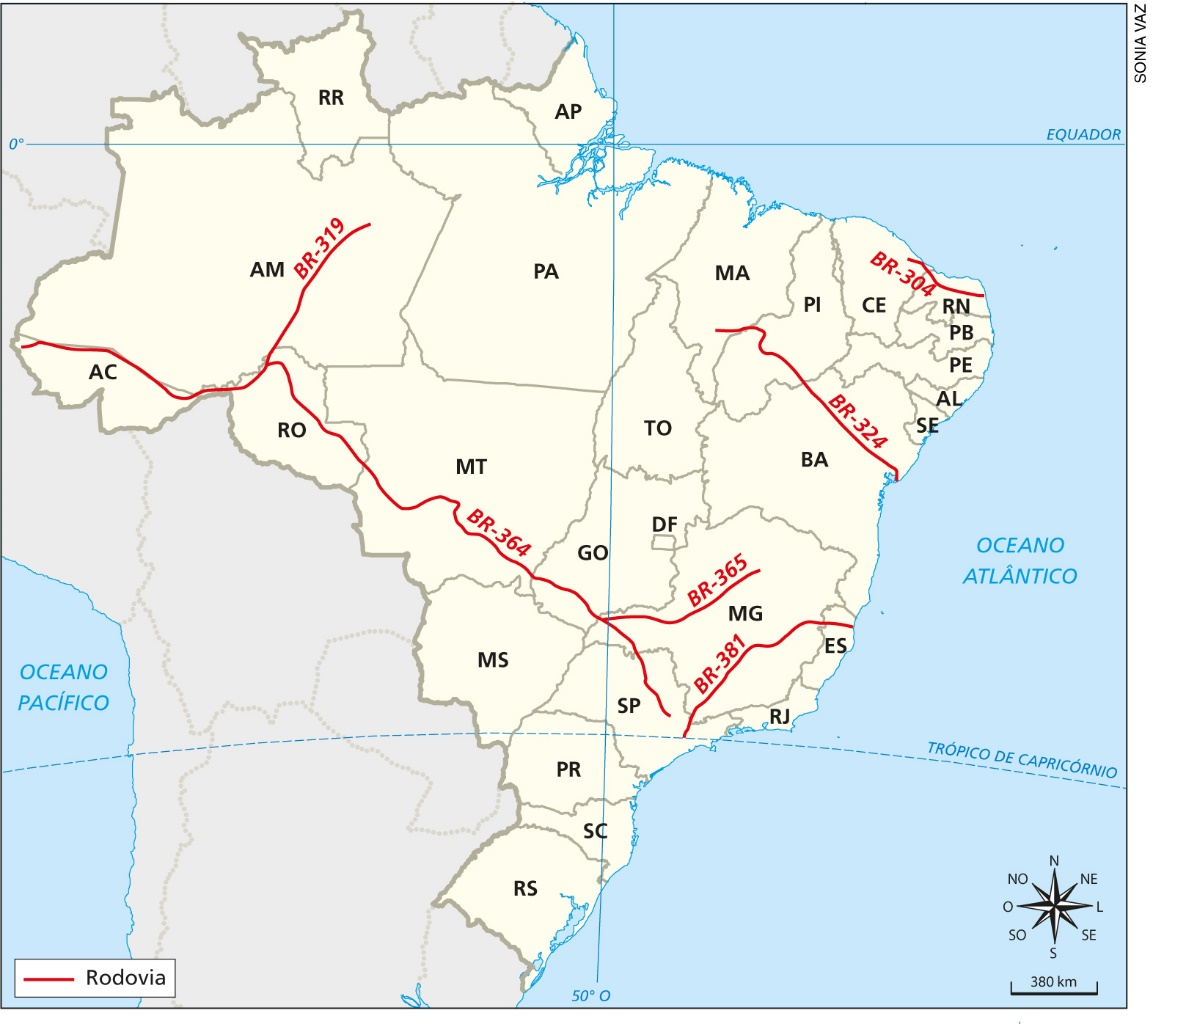 SONIA VAZ
RR
AP
EQUADOR
0°
BR-319
AM
PA
MA
PI
CE
BR-304
RN
PB
PE
AL
SE
AC
RO
TO
BR-324
BA
MT
BR-364
DF
GO
BR-365
MG
OCEANO
ATLÂNTICO
OCEANO
PACÍFICO
MS
BR-381
ES
SP
RJ
TRÓPICO DE CAPRICÓRNIO
PR
SC
RS
N
NO
NE
O
L
SO
SE
S
380 km
Rodovia
50° O